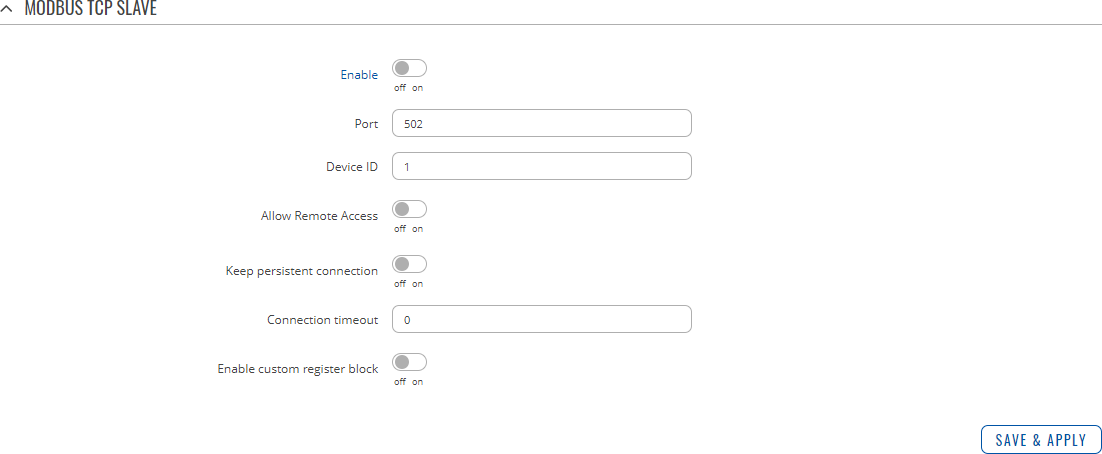 MODBUS TCP SLAVE
Enable
off on
Port 502
Device ID 1
Allow Remote Access
off on
Keep persistent connection
off on
Connection timeout 0
Enable custom register block
off on
SAVE & APPLY